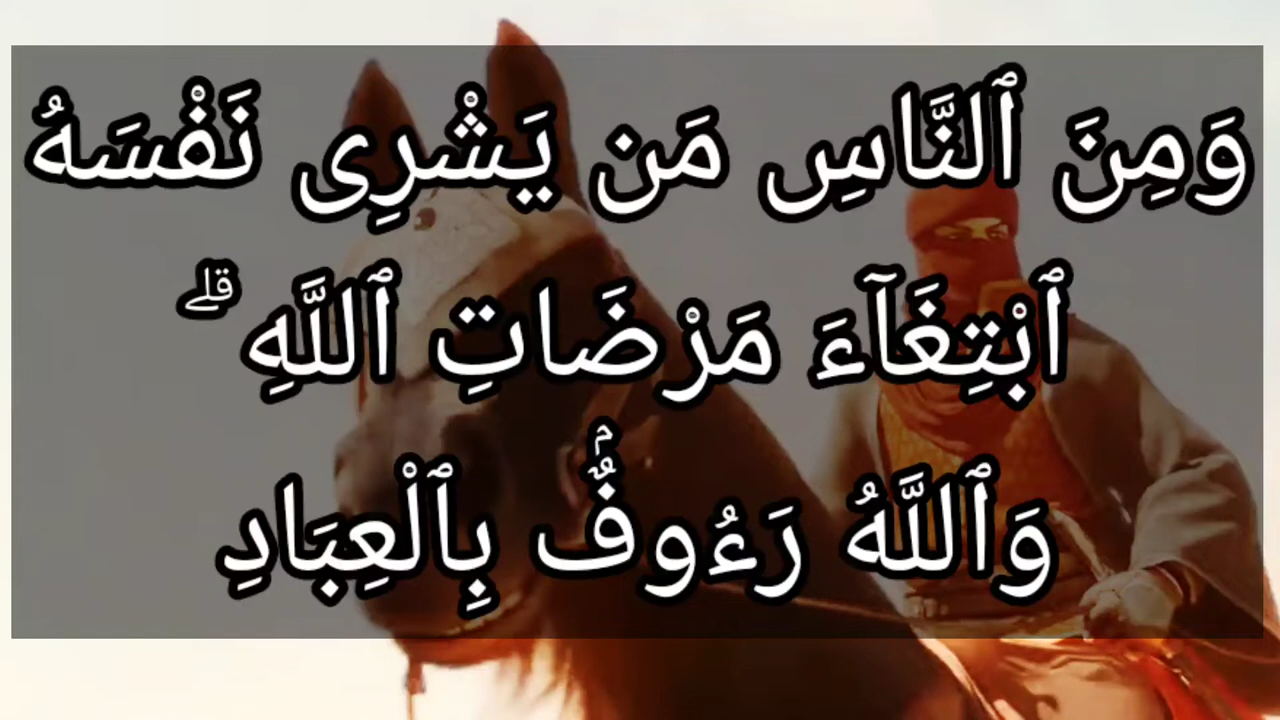 وَمِنَ ٱلنَّاسِ مَن يَشْرِى نَفْسَهُ
ٱبْتِغَآءَ مَرْضَاتِ ٱللَّهِ ۗ
وَٱللَّهُ رَءُوفٌۢ بِٱلْعِبَادِ